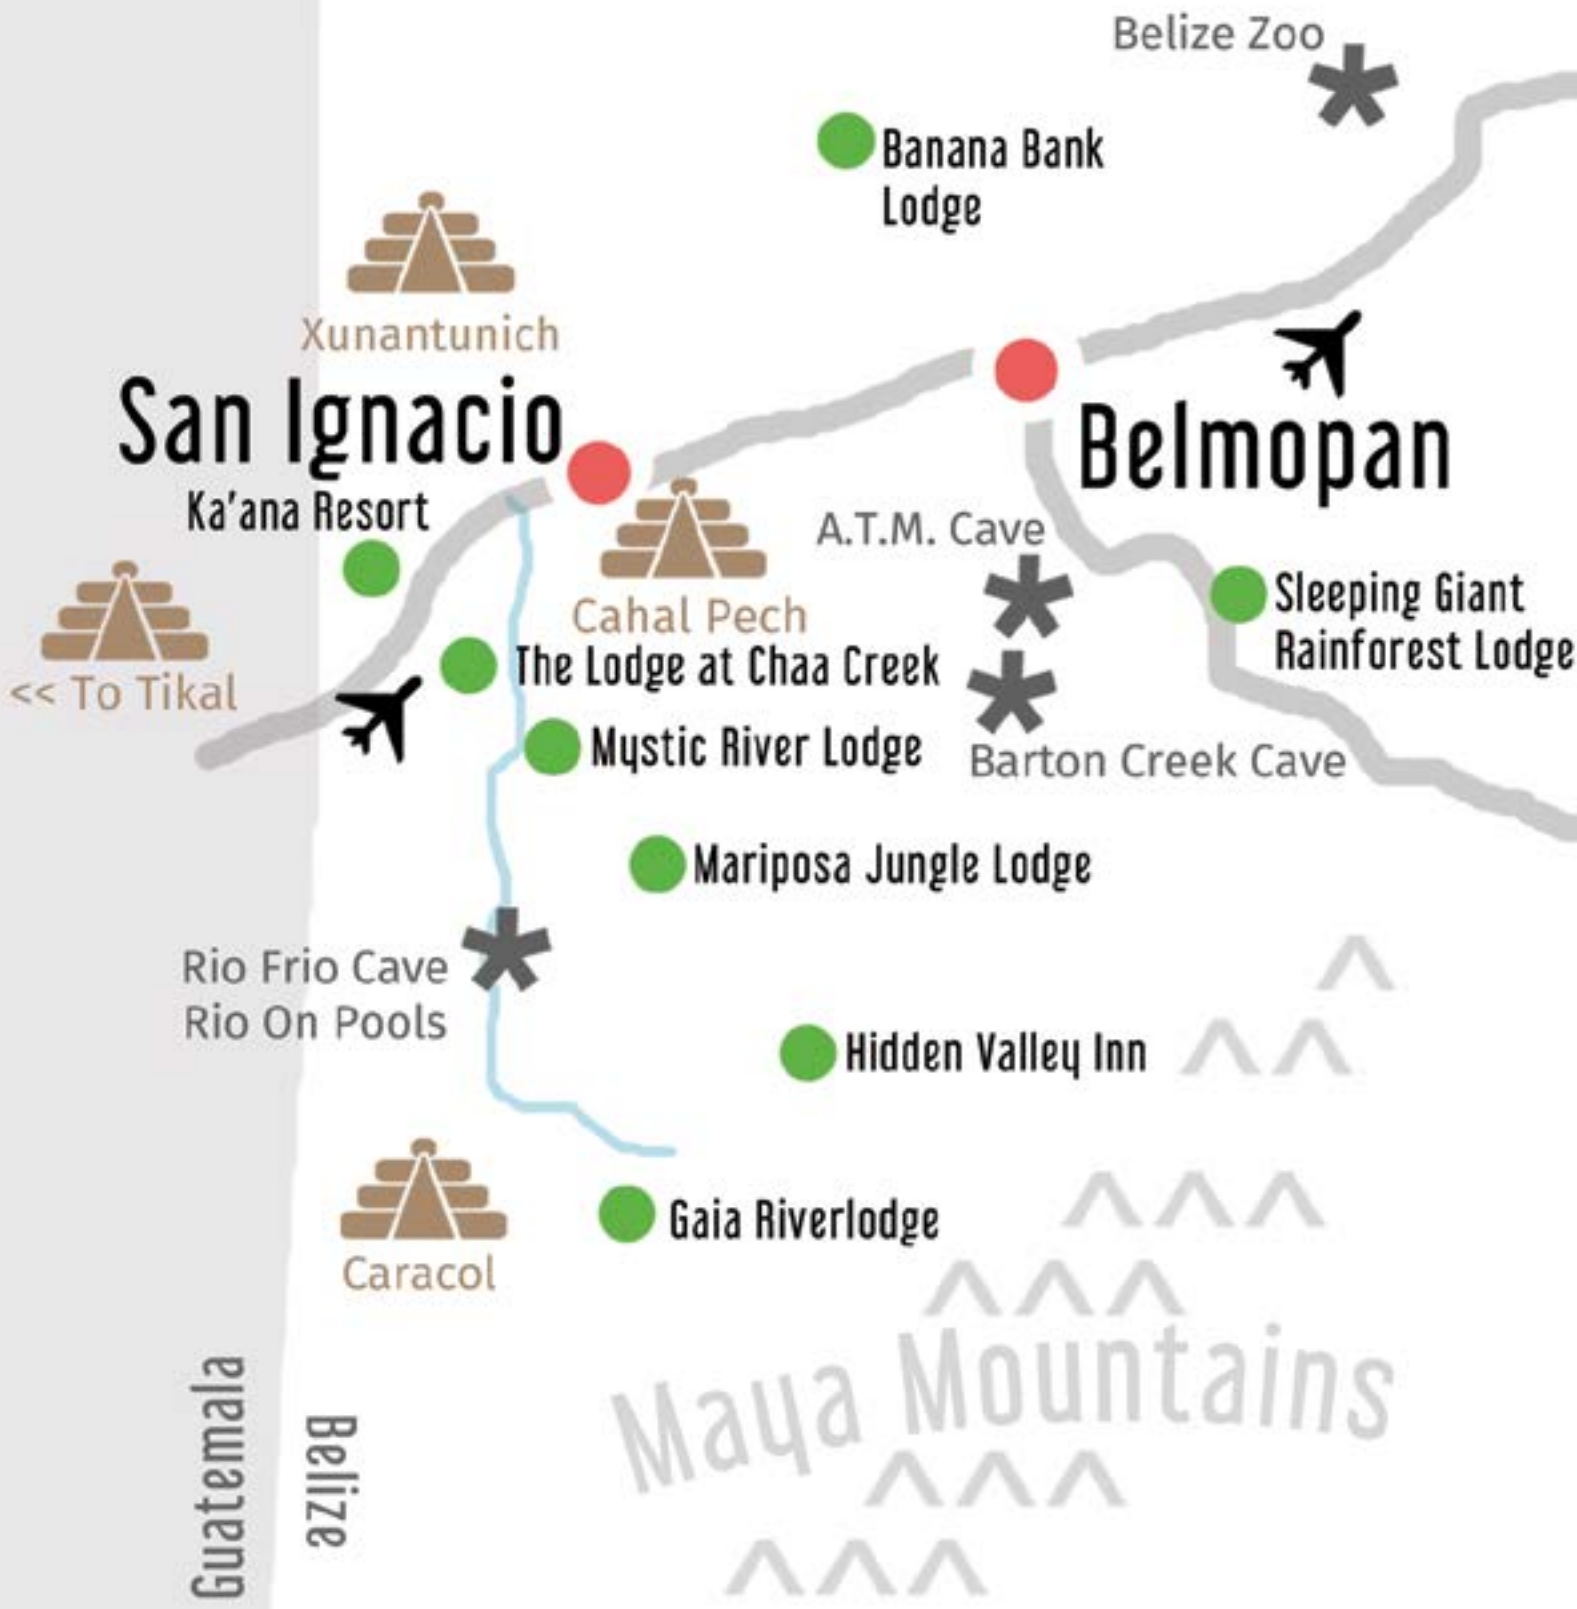 Belize Zoo
Banana Bank
Lodge
Xunantunich
San Ignacio
Belmopan
Ka'ana Resort
A.T.M. Cave
Sleeping Giant
Rainforest Lodge
Cahal Pech
<< To Tikal
The Lodge at Chaa Creek
Mystic River Lodge
Barton Creek Cave
Mariposa Jungle Lodge
Rio Frio Cave
Rio On Pools
Hidden Valley Inn
Gaia Riverlodge
Caracol
Maya Mountains
Guatemala
Belize